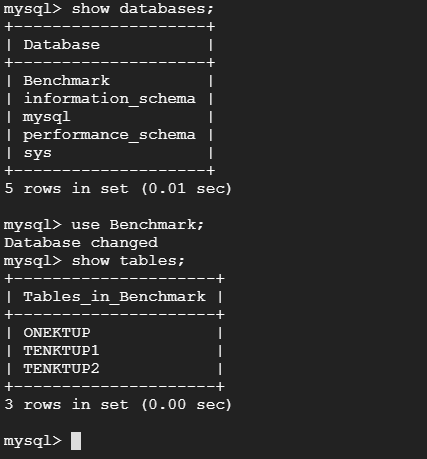 mysql> show databases;
+--------------------+
| Database           |
+--------------------+
| Benchmark          |
| information_schema |
| mysql              |
| performance_schema |
| sys                |
+--------------------+
5 rows in set (0.01 sec)
mysql> use Benchmark;
Database changed
mysql> show tables;
+---------------------+
| Tables_in_Benchmark |
+---------------------+
| ONEKTUP             |
| TENKTUP1            |
| TENKTUP2            |
+---------------------+
3 rows in set (0.00 sec)
mysql>